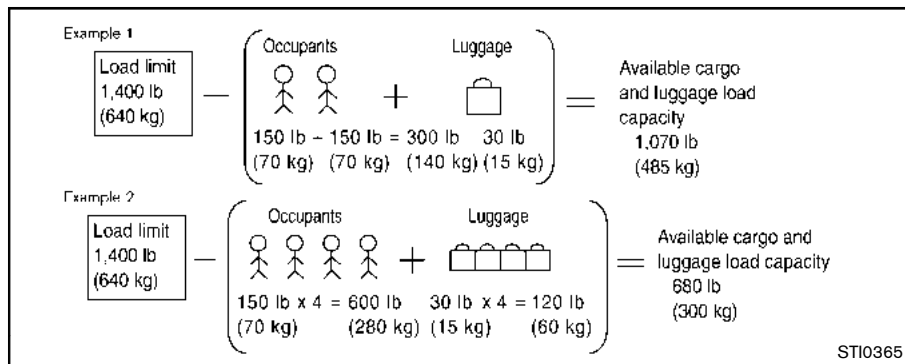 Example 1
Load limit
1,400 lb
(640 kg)
Occupants
Luggage
150 lb – 150 lb = 300 lb 30 lb
(70 kg) (70 kg) (140 kg) (15 kg)
Available cargo
and luggage load
capacity
1,070 lb
(485 kg)
Example 2
Load limit
1,400 lb
(640 kg)
Occupants
Luggage
150 lb x 4 = 600 lb 30 lb x 4 = 120 lb
(70 kg) (280 kg) (15 kg) (60 kg)
Available cargo and
luggage load capacity
680 lb
(300 kg)
STI0365